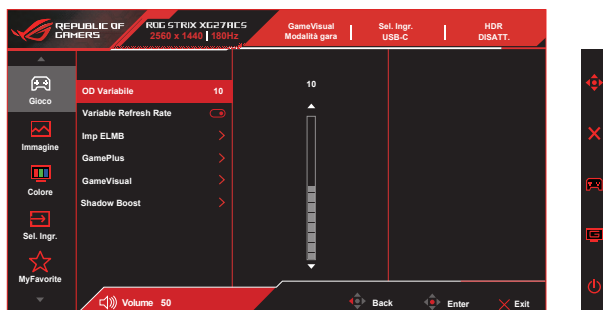 REPUBLIC OF
GAMERS
ROG STRIX XG27ACS
2560 x 1440 180Hz
GameVisual
Modalità gara
Sel. Ingr.
USB-C
HDR
DISATT.
Gioco
Immagine
Colore
Sel. Ingr.
MyFavorite
OD Variabile 10
Variable Refresh Rate
Imp ELMB
GamePlus
GameVisual
Shadow Boost
10
Volume 50
Back
Enter
Exit